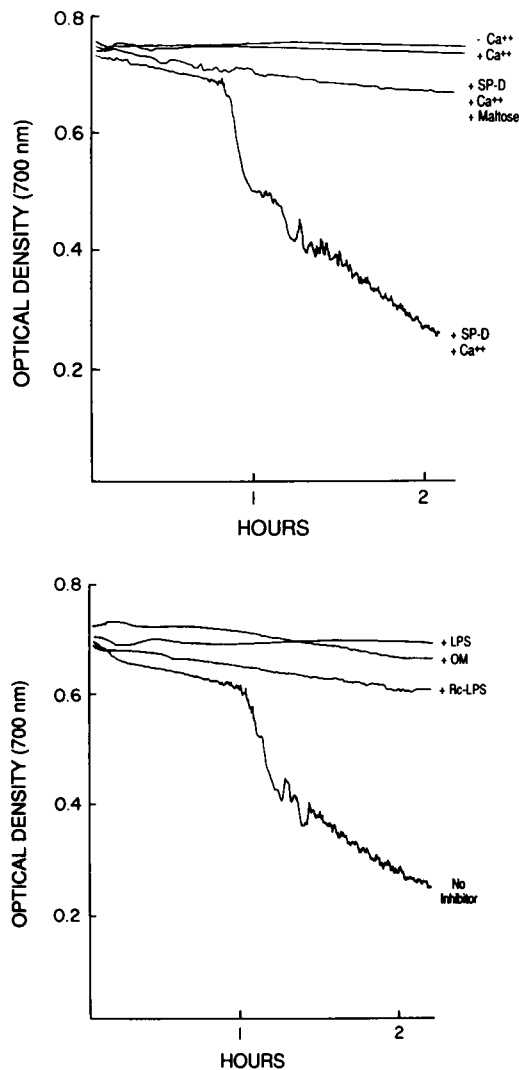 0.8
- Ca++
+ Ca++
+ SP-D
+ Ca++
+ Maltose
0.6
OPTICAL DENSITY (700 nm)
0.4
+ SP-D
+ Ca++
0.2
1
2
HOURS
0.8
+ LPS
+ OM
+ Rc-LPS
0.6
OPTICAL DENSITY (700 nm)
0.4
No
Inhibitor
0.2
1
2
HOURS